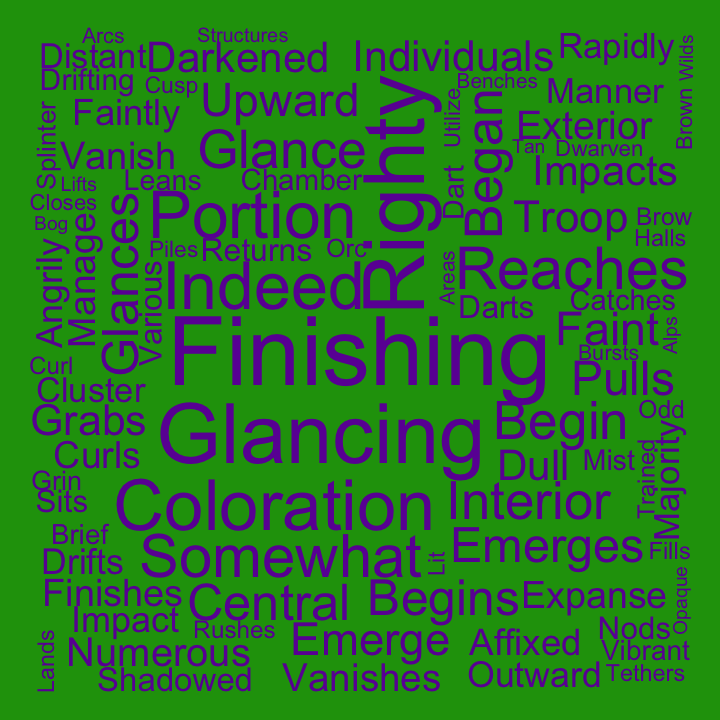 Arcs
Structures
Distant
Darkened
Individuals
Rapidly
Drifting
Cusp
Upward
Righty
Benches
Manner
Brown
Wilds
Faintly
Utilize
Began
Exterior
Splinter
Vanish
Glance
Tan
Dwarven
Impacts
Lifts
Leans
Chamber
Dart
Closes
Portion
Troop
Brow
Bog
Halls
Angrily
Manage
Glances
Piles
Returns
Orc
Various
Indeed
Areas
Reaches
Darts
Catches
Finishing
Faint
Alps
Bursts
Curl
Pulls
Cluster
Grabs
Glancing
Begin
Odd
Curls
Dull
Mist
Trained
Majority
Grin
Sits
Coloration
Interior
Brief
Somewhat
Lit
Emerges
Fills
Drifts
Finishes
Central
Begins
Expanse
Opaque
Impact
Rushes
Nods
Lands
Numerous
Emerge
Affixed
Vibrant
Shadowed
Vanishes
Outward
Tethers